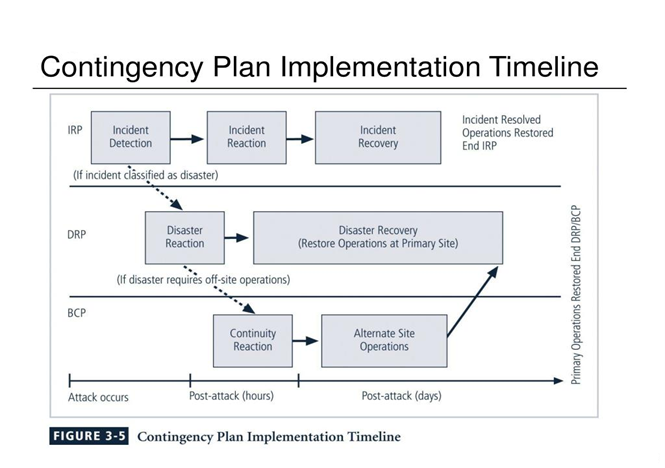 Contingency Plan Implementation Timeline
IRP
Incident
Detection
Incident
Reaction
Incident
Recovery
Incident Resolved
Operations Restored
End IRP
(If incident classified as disaster)
DRP
Disaster
Reaction
Disaster Recovery
(Restore Operations at Primary Site)
(If disaster requires off-site operations)
BCP
Continuity
Reaction
Alternate Site
Operations
Primary Operations Restored End DRP/BCP
Attack occurs
Post-attack (hours)
Post-attack (days)
FIGURE 3-5 Contingency Plan Implementation Timeline